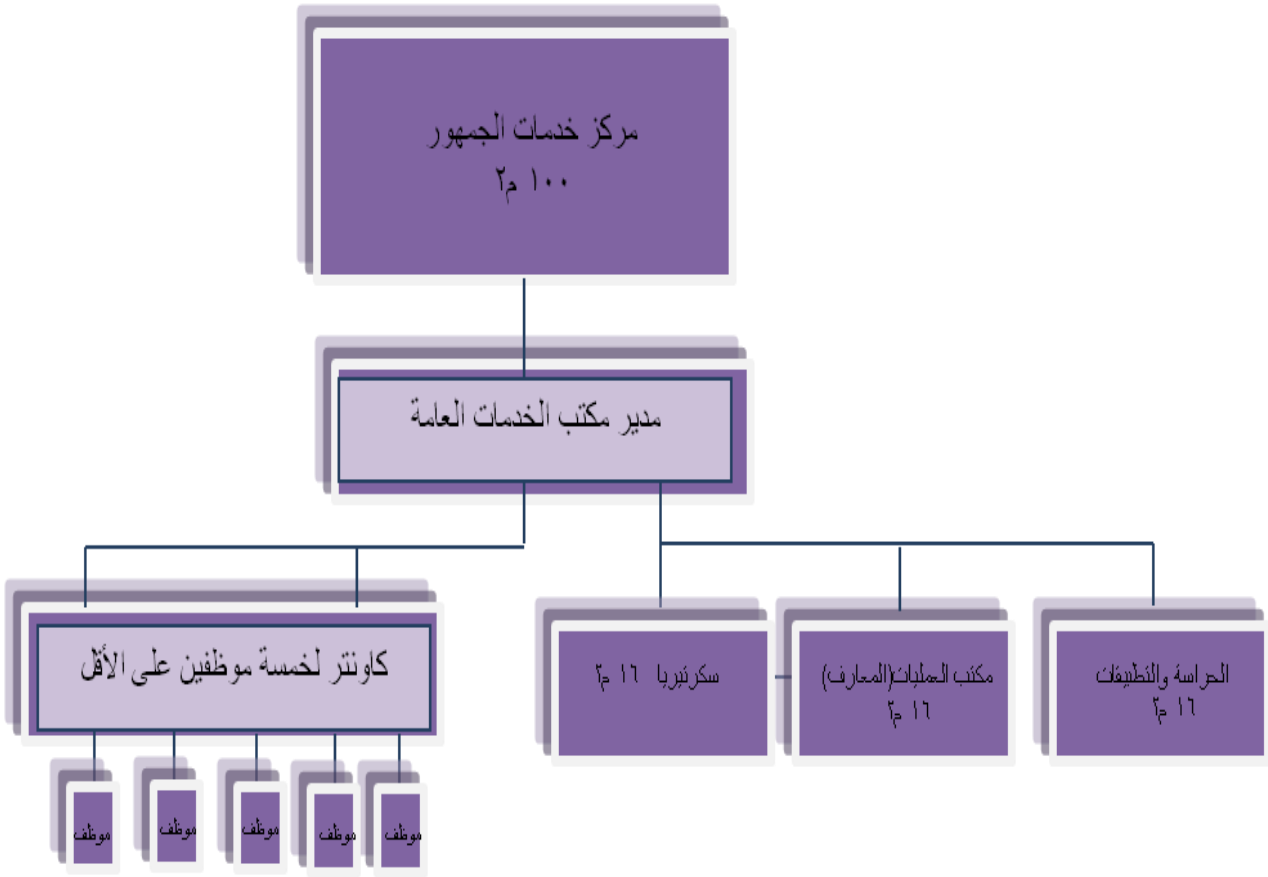 مركز خدمات الجمهور
١٠٠ م٢
مدير مكتب الخدمات العامة
الحراسة والتطبيقات
١٦ م٢
مكتب العمليات(المعارف)
١٦ م٢
سكرتيريا ١٦ م٢
كاونتر لخمسة موظفين على الأقل
موظف
موظف
موظف
موظف
موظف